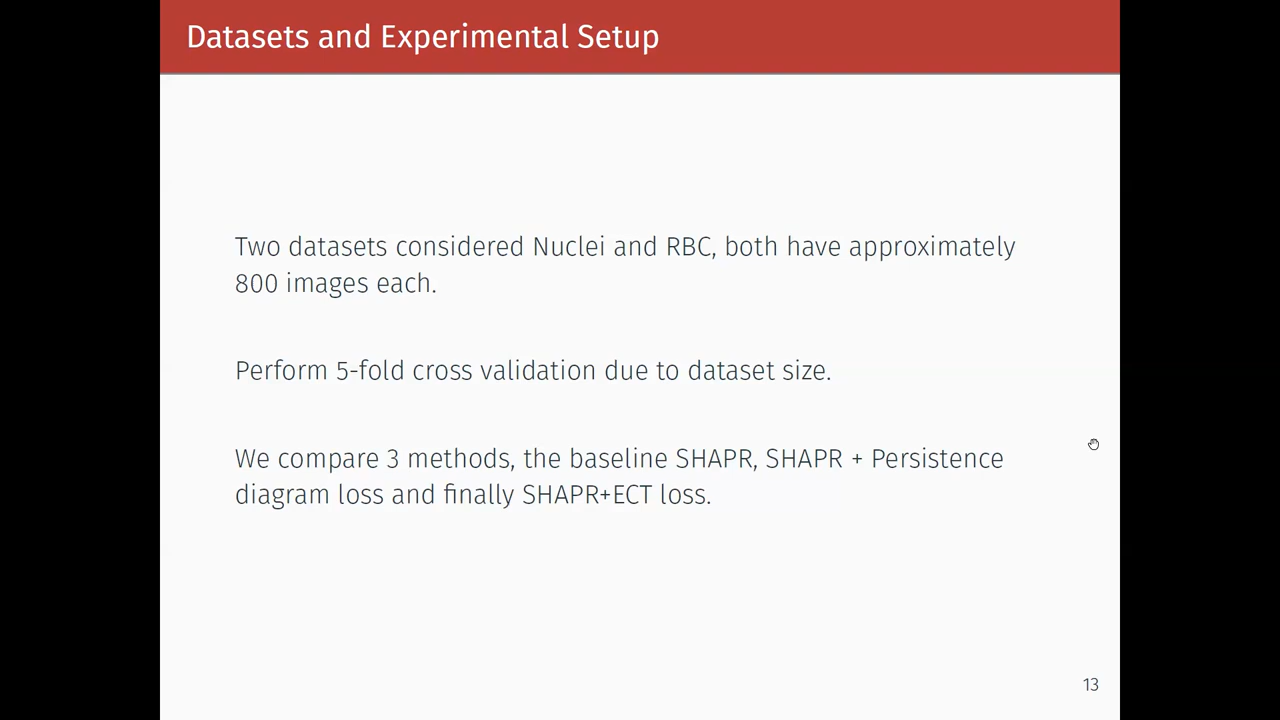 Datasets and Experimental Setup
Two datasets considered Nuclei and RBC, both have approximately
800 images each.
Perform 5-fold cross validation due to dataset size.
We compare 3 methods, the baseline SHAPR, SHAPR + Persistence
diagram loss and finally SHAPR+ECT loss.
13